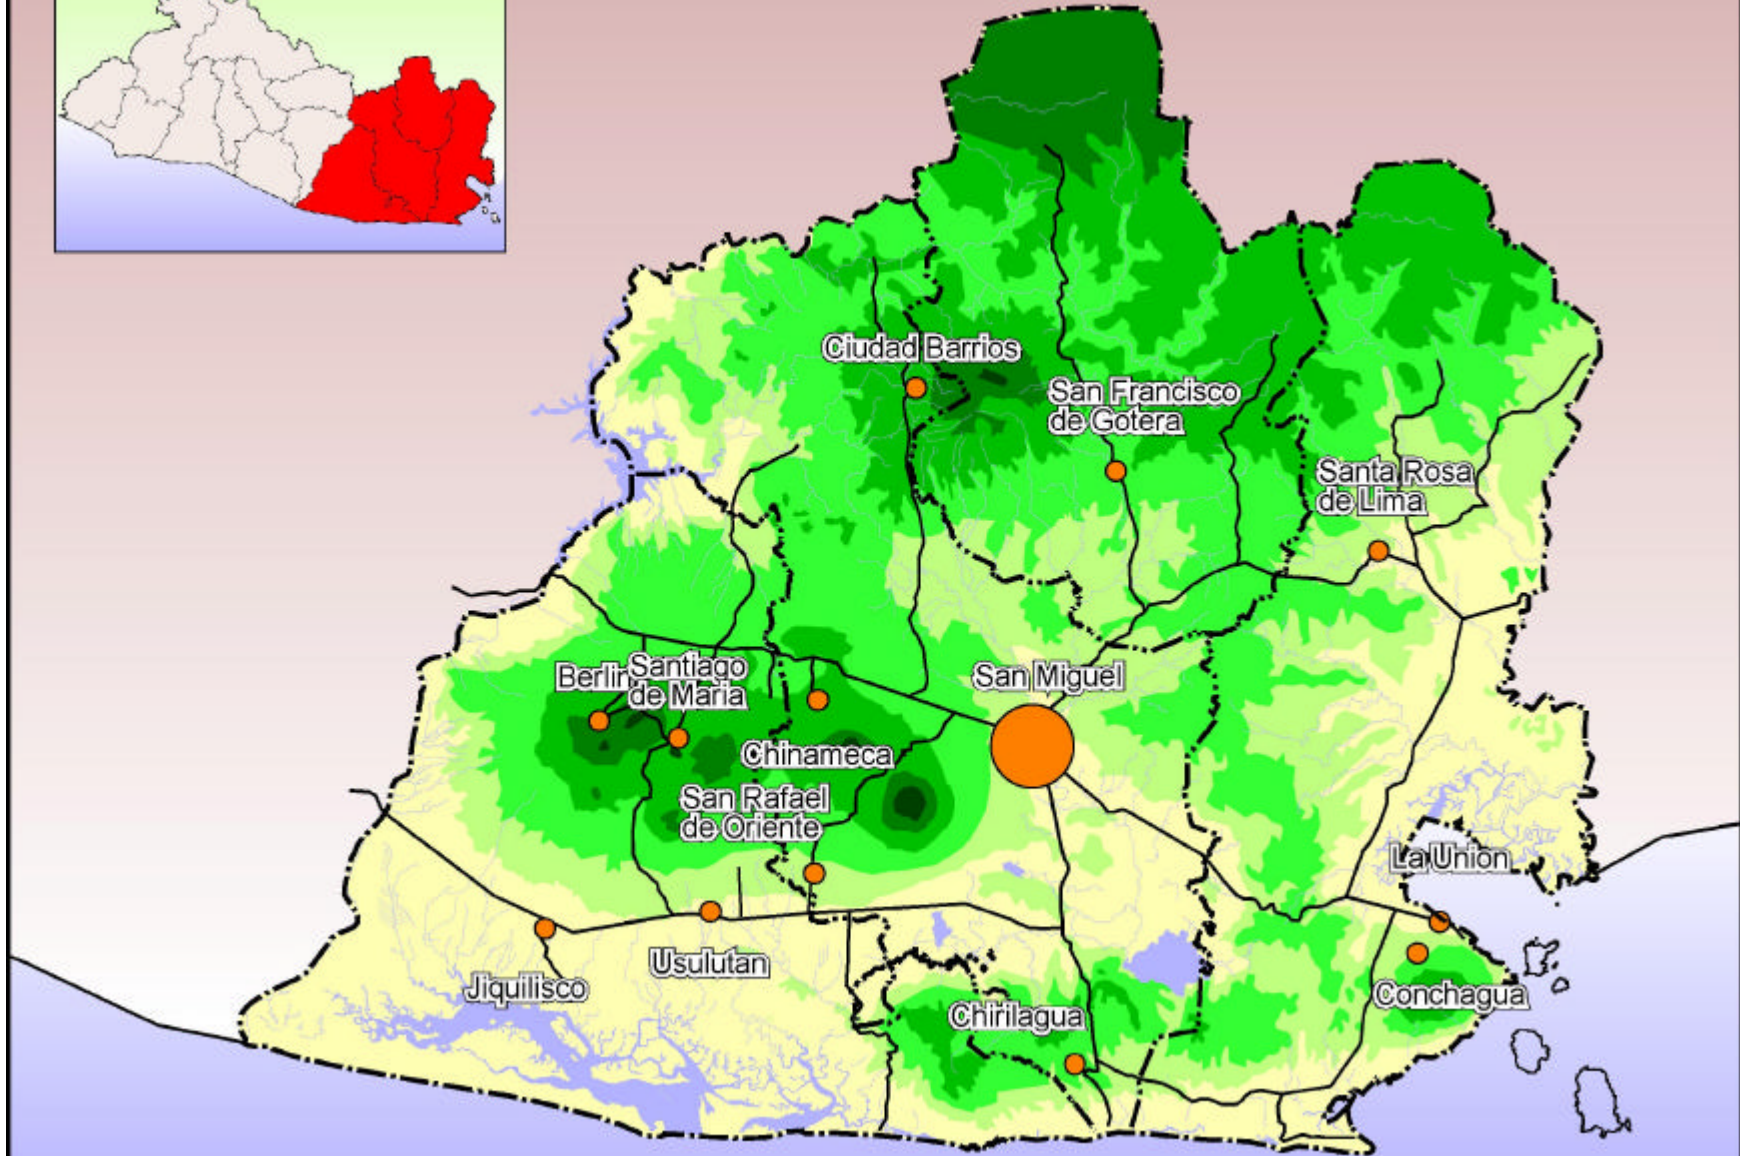 Ciudad Barrios
San Francisco
de Gotera
Santa Rosa
de Lima
Berlin
Santiago
de Maria
San Miguel
Chinameca
San Rafael
de Oriente
La Union
Usulutan
Jiquilisco
Conchagua
Chirilagua